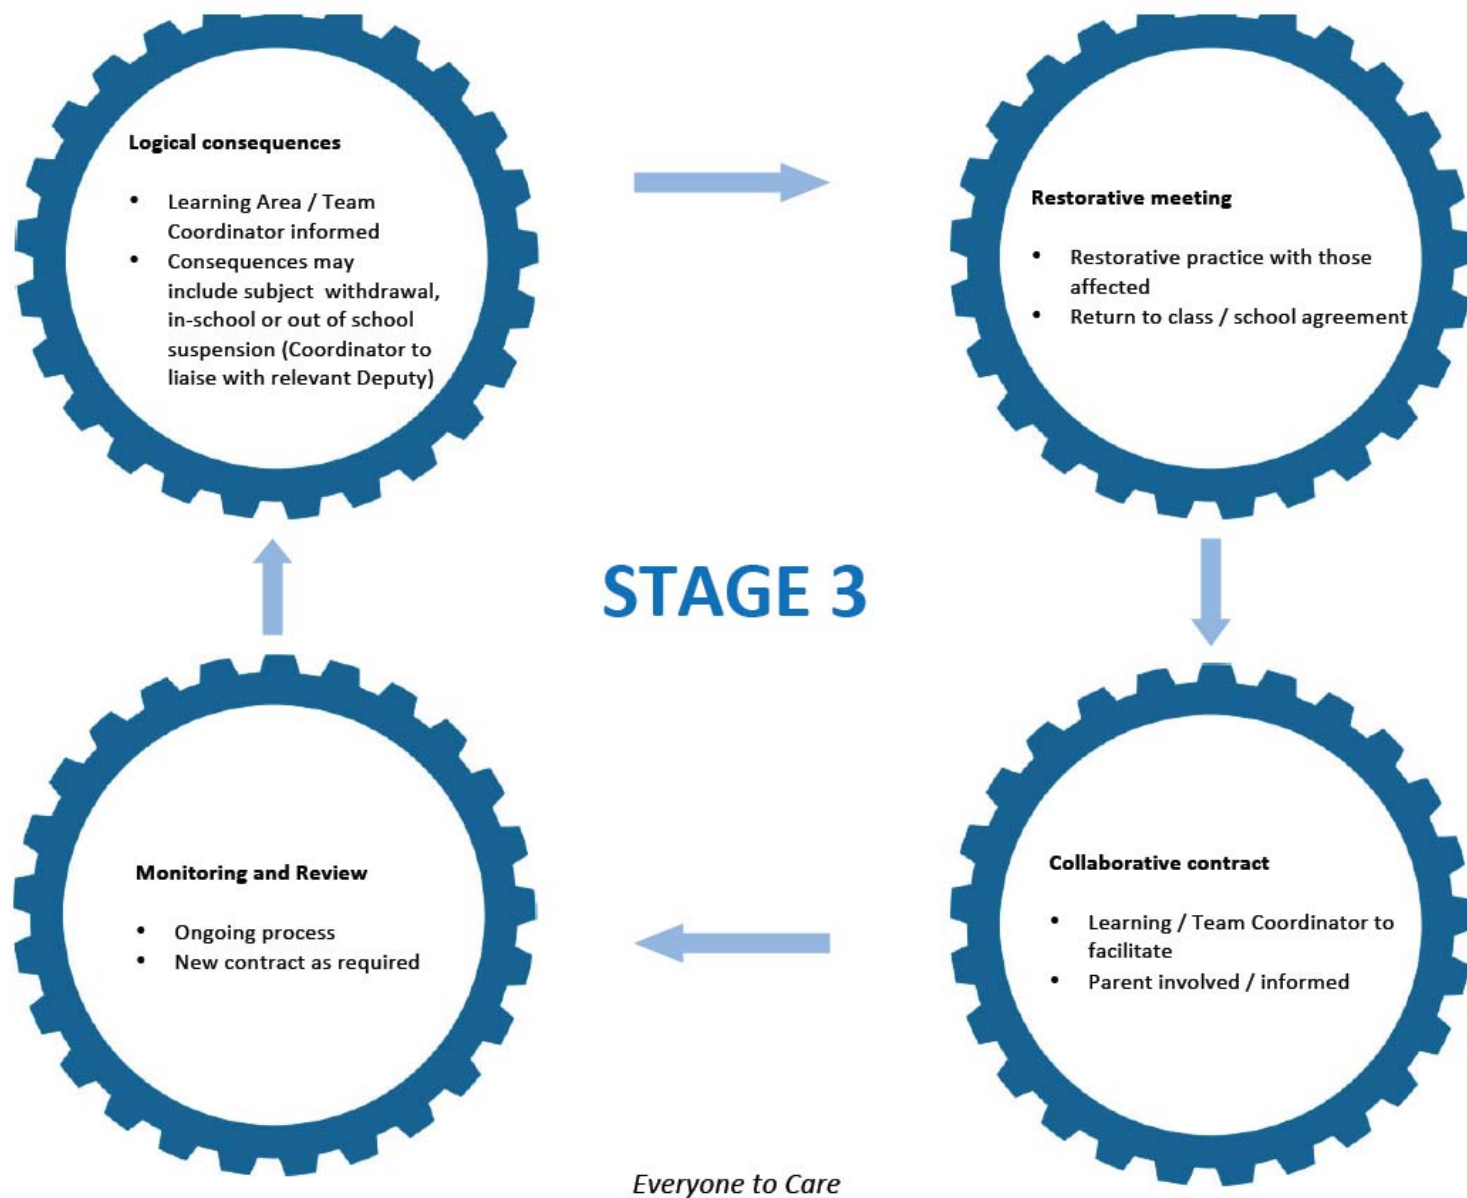 Logical consequences
• Learning Area / Team
Coordinator informed
• Consequences may
include subject withdrawal,
in-school or out of school
suspension (Coordinator to
liaise with relevant Deputy)
Restorative meeting
• Restorative practice with those
affected
• Return to class / school agreement
STAGE 3
Monitoring and Review
• Ongoing process
• New contract as required
Collaborative contract
• Learning / Team Coordinator to
facilitate
• Parent involved / informed
Everyone to Care